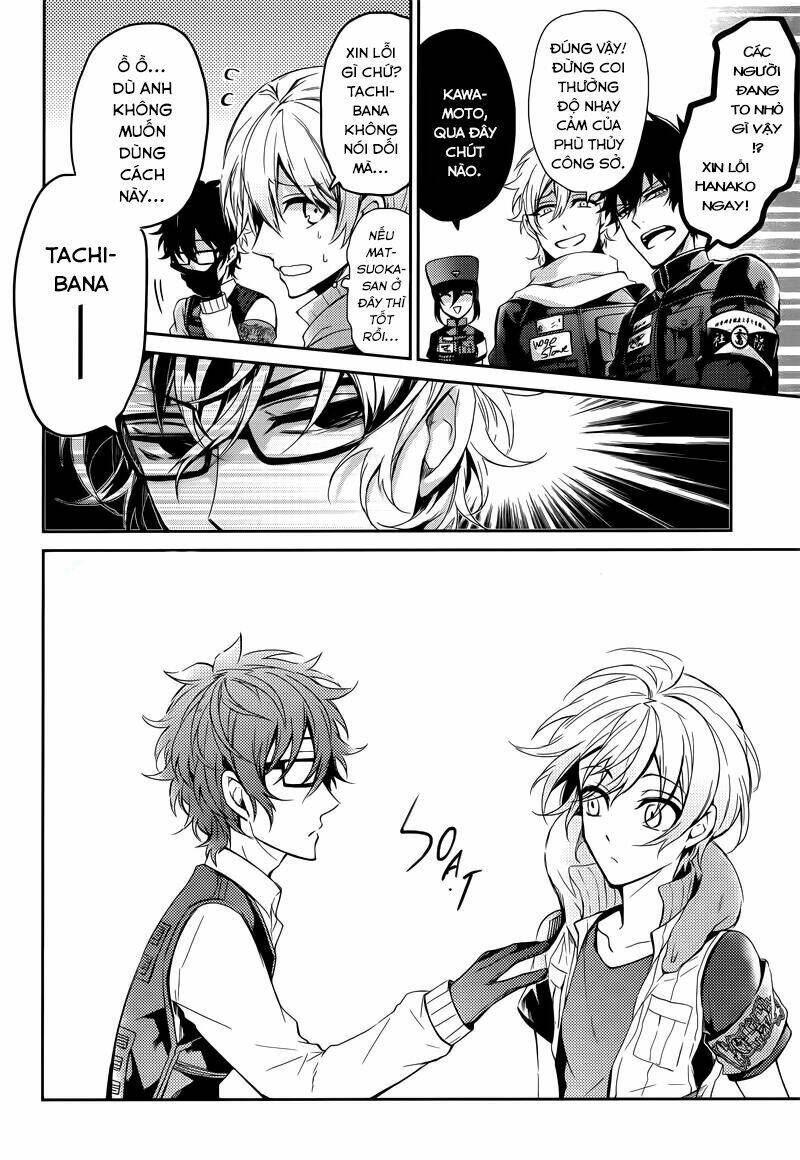 CÁC
NGƯỜI
ĐANG
TO NHỎ
GÌ VẬY
!?
XIN LỖI
HANAKO
NGAY!
ĐÚNG VẬY!
ĐỪNG COI
THƯỜNG
ĐỘ NHẠY
CẢM CỦA
PHÙ THỦY
CÔNG SỞ.
KAWA-
MOTO,
QUA ĐÂY
CHÚT
NÀO.
XIN LỖI
GÌ CHỨ?
TACHI-
BANA
KHÔNG
NÓI DỐI
MÀ...
NẾU
MAT-
SUOKA-
SAN Ở
ĐÂY THÌ
TỐT
RỒI...
Ồ Ồ...
DÙ ANH
KHÔNG
MUỐN
DÙNG
CÁCH
NÀY...
TACHI-
BANA
—
SOẠT